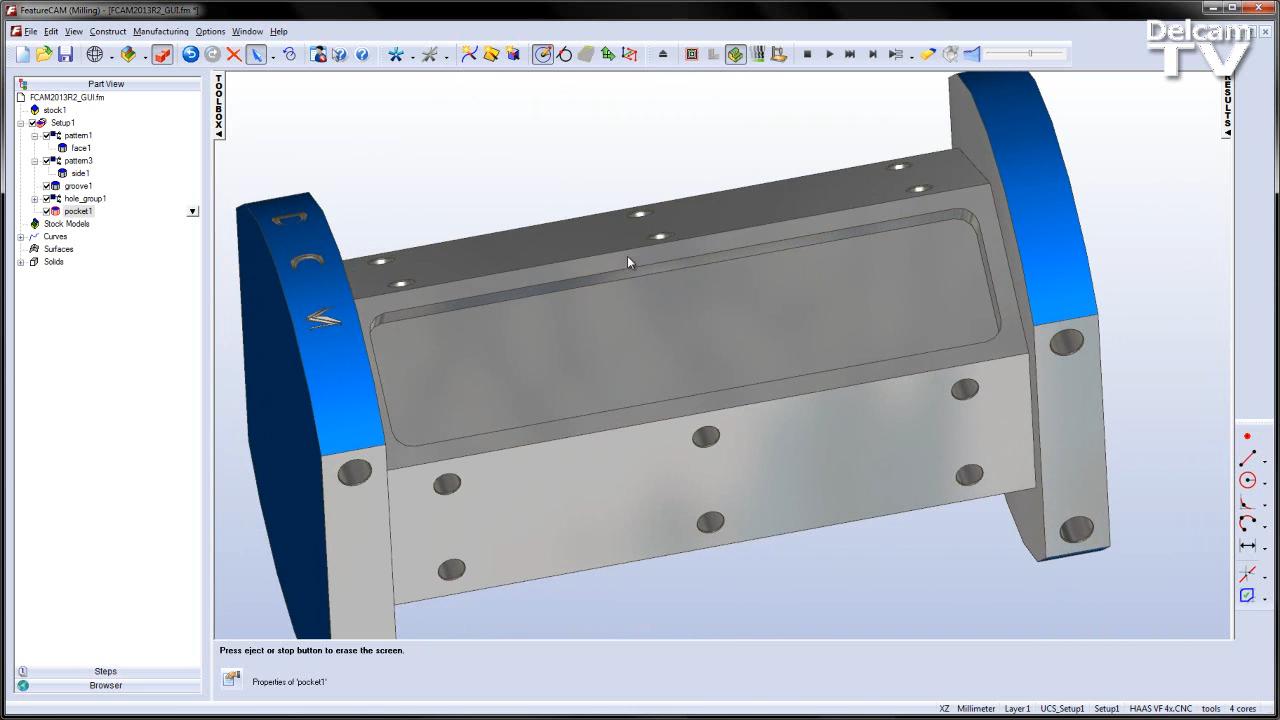 FeatureCAM (Milling) - [FCAM2013R2_GUI.fm *]
File Edit View Construct Manufacturing Options Window Help
Delcam
TV
Part View
FCAM2013R2_GUI.fm
stock1
Setup1
pattern1
face1
pattern3
side1
groove1
hole_group1
pocket1
Stock Models
Curves
Surfaces
Solids
Steps
Browser
TOOLBOX
RESULTS
C C M
Press eject or stop button to erase the screen.
Properties of 'pocket1'
XZ Millimeter Layer1 UCS_Setup1 Setup1 HAAS VF 4x.CNC tools 4 cores